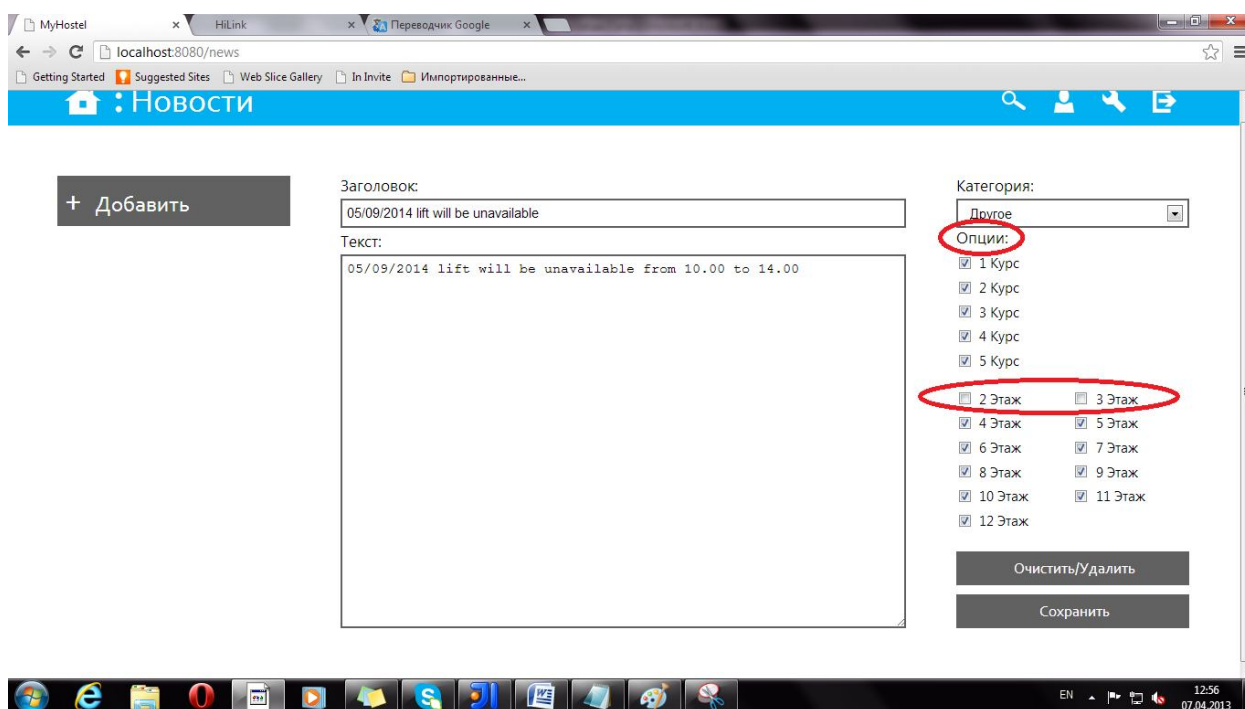 MyHostel
HiLink
Переводчик Google
localhost:8080/news
Getting Started Suggested Sites Web Slice Gallery In Invite Импортированные...
: Новости
+ Добавить
Заголовок:
05/09/2014 lift will be unavailable
Текст:
05/09/2014 lift will be unavailable from 10.00 to 14.00
Категория:
Другое
Опции:
1 Курс
2 Курс
3 Курс
4 Курс
5 Курс
2 Этаж 3 Этаж
4 Этаж 5 Этаж
6 Этаж 7 Этаж
8 Этаж 9 Этаж
10 Этаж 11 Этаж
12 Этаж
Очистить/Удалить
Сохранить
EN
12:56
07.04.2013